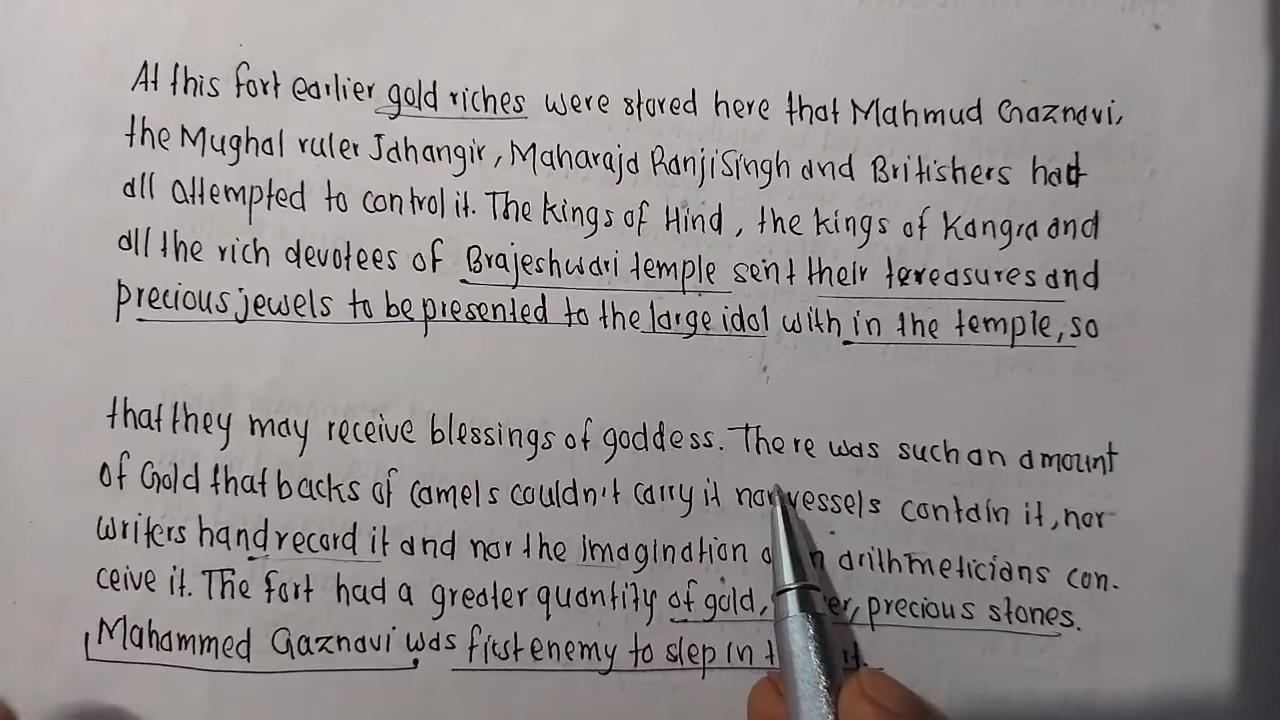 At this fort earlier gold riches were stored here that Mahmud Gaznavi,
the Mughal ruler Jahangir, Maharaja RanjiSingh and Britishers had
all attempted to control it. The kings of Hind, the kings of Kangra and
all the rich devotees of Brajeshwari temple sent their tereasures and
precious jewels to be presented to the large idol with in the temple, so
that they may receive blessings of goddess. There was such an amount
of Gold that backs of camels couldn't carry it nor vessels contain it, nor
writers hand record it and nor the imagination arithmeticians con.
ceive it. The fort had a greater quantity of gold, precious stones.
Mahammed Gaznavi was first enemy to step in